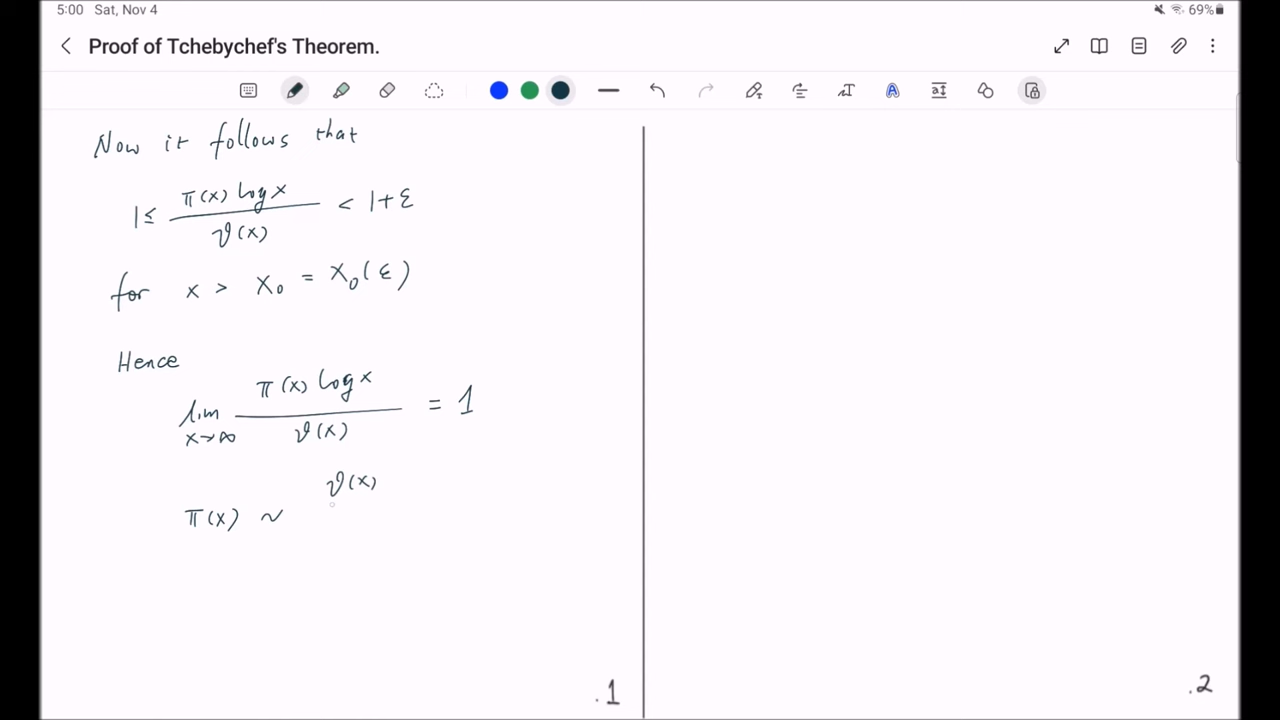 5:00 Sat, Nov 4 69%
Proof of Tchebychef's Theorem.
Now it follows that
1 ≤ π(x) log x / ϑ(x) < 1+ε
for x > x₀ = x₀(ε)
Hence
lim x→∞ π(x) log x / ϑ(x) = 1
π(x) ~ ϑ(x)
.1
.2